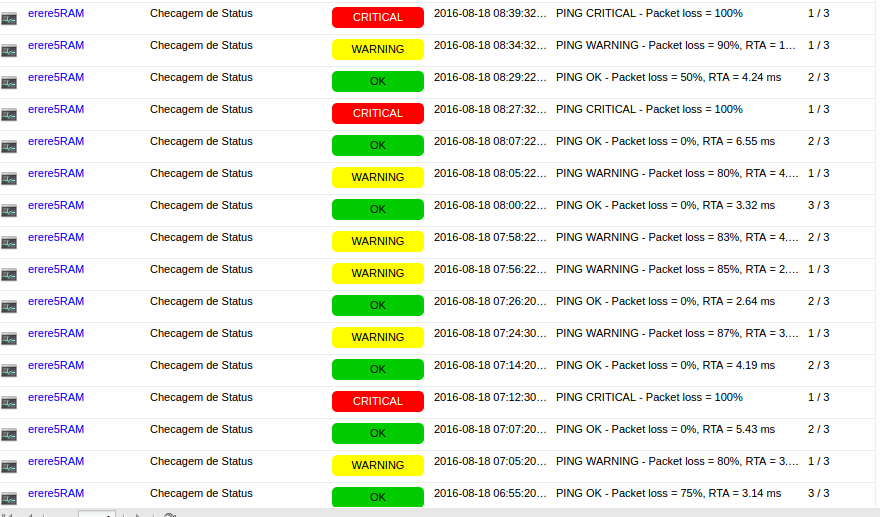 erere5RAM Checagem de Status CRITICAL 2016-08-18 08:39:32... PING CRITICAL - Packet loss = 100% 1 / 3
erere5RAM Checagem de Status WARNING 2016-08-18 08:34:32... PING WARNING - Packet loss = 90%, RTA = 1... 1 / 3
erere5RAM Checagem de Status OK 2016-08-18 08:29:22... PING OK - Packet loss = 50%, RTA = 4.24 ms 2 / 3
erere5RAM Checagem de Status CRITICAL 2016-08-18 08:27:32... PING CRITICAL - Packet loss = 100% 1 / 3
erere5RAM Checagem de Status OK 2016-08-18 08:07:22... PING OK - Packet loss = 0%, RTA = 6.55 ms 2 / 3
erere5RAM Checagem de Status WARNING 2016-08-18 08:05:22... PING WARNING - Packet loss = 80%, RTA = 4.... 1 / 3
erere5RAM Checagem de Status OK 2016-08-18 08:00:22... PING OK - Packet loss = 0%, RTA = 3.32 ms 3 / 3
erere5RAM Checagem de Status WARNING 2016-08-18 07:58:22... PING WARNING - Packet loss = 83%, RTA = 4.... 2 / 3
erere5RAM Checagem de Status WARNING 2016-08-18 07:56:22... PING WARNING - Packet loss = 85%, RTA = 2.... 1 / 3
erere5RAM Checagem de Status OK 2016-08-18 07:26:20... PING OK - Packet loss = 0%, RTA = 2.64 ms 2 / 3
erere5RAM Checagem de Status WARNING 2016-08-18 07:24:30... PING WARNING - Packet loss = 87%, RTA = 3.... 1 / 3
erere5RAM Checagem de Status OK 2016-08-18 07:14:20... PING OK - Packet loss = 0%, RTA = 4.19 ms 2 / 3
erere5RAM Checagem de Status CRITICAL 2016-08-18 07:12:30... PING CRITICAL - Packet loss = 100% 1 / 3
erere5RAM Checagem de Status OK 2016-08-18 07:07:20... PING OK - Packet loss = 0%, RTA = 5.43 ms 2 / 3
erere5RAM Checagem de Status WARNING 2016-08-18 07:05:20... PING WARNING - Packet loss = 80%, RTA = 3.... 1 / 3
erere5RAM Checagem de Status OK 2016-08-18 06:55:20... PING OK - Packet loss = 75%, RTA = 3.14 ms 3 / 3